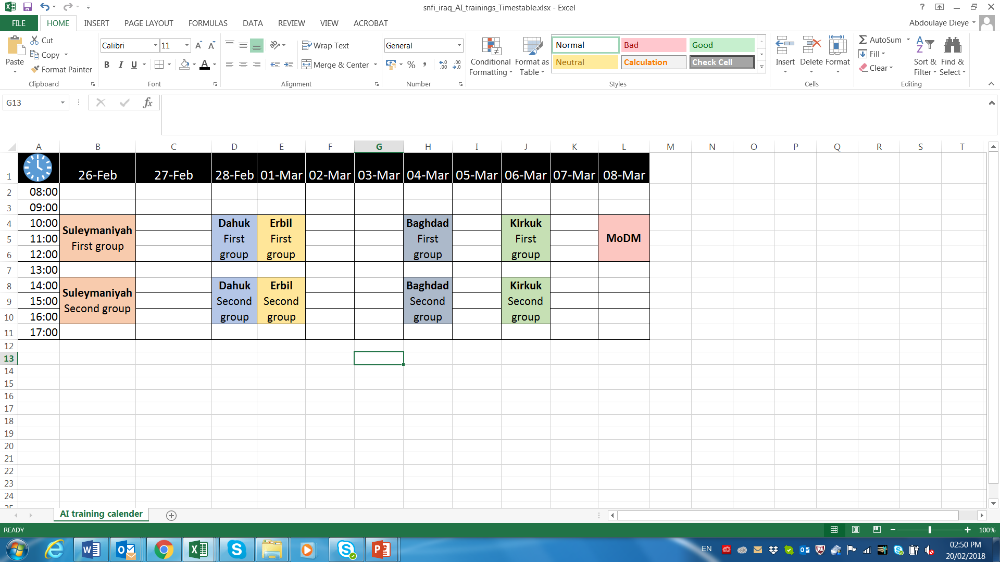 snfi_iraq_AI_trainings_Timestable.xlsx - Excel
?
FILE HOME INSERT PAGE LAYOUT FORMULAS DATA REVIEW VIEW ACROBAT Abdoulaye Dieye
Paste
Cut
Copy
Format Painter
Clipboard
Calibri 11
B I U
Font
Wrap Text
Merge & Center
Alignment
General
%
Number
Conditional Formatting
Format as Table
Normal Bad Good
Neutral Calculation Check Cell
Styles
Insert Delete Format
Cells
AutoSum
Fill
Clear
Sort & Filter
Find & Select
Editing
G13 fx
A B C D E F G H I J K L M N O P Q R S T
1 26-Feb 27-Feb 28-Feb 01-Mar 02-Mar 03-Mar 04-Mar 05-Mar 06-Mar 07-Mar 08-Mar
2 08:00
3 09:00
4 10:00
5 11:00
6 12:00
Suleymaniyah First group
Dahuk First group
Erbil First group
Baghdad First group
Kirkuk First group
MoDM
7 13:00
8 14:00
9 15:00
10 16:00
Suleymaniyah Second group
Dahuk Second group
Erbil Second group
Baghdad Second group
Kirkuk Second group
11 17:00
12
13
14
15
16
17
18
19
20
21
22
23
24
25
AI training calender
READY 100%
EN 02:50 PM
20/02/2018